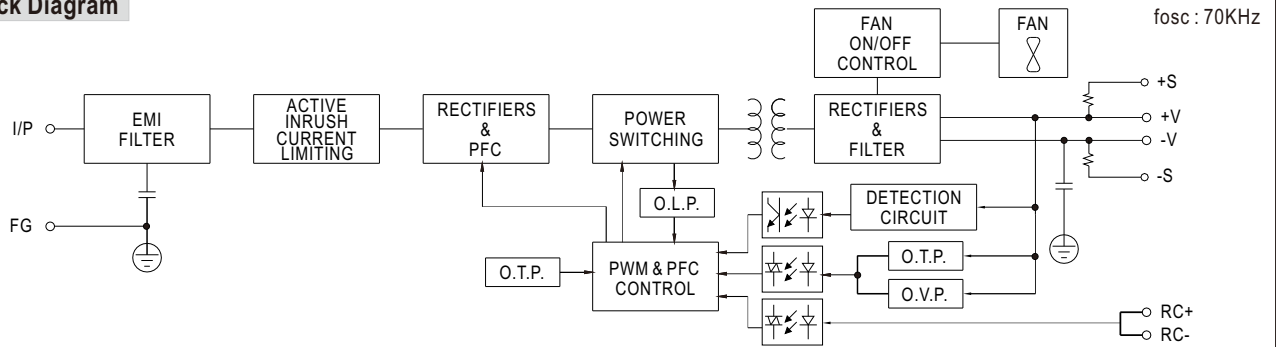 ck Diagram
fosc : 70KHz
FAN
ON/OFF
CONTROL
FAN
I/P
EMI
FILTER
ACTIVE
INRUSH
CURRENT
LIMITING
RECTIFIERS
&
PFC
POWER
SWITCHING
RECTIFIERS
&
FILTER
+S
+V
-V
-S
FG
O.L.P.
DETECTION
CIRCUIT
O.T.P.
PWM & PFC
CONTROL
O.T.P.
O.V.P.
RC+
RC-